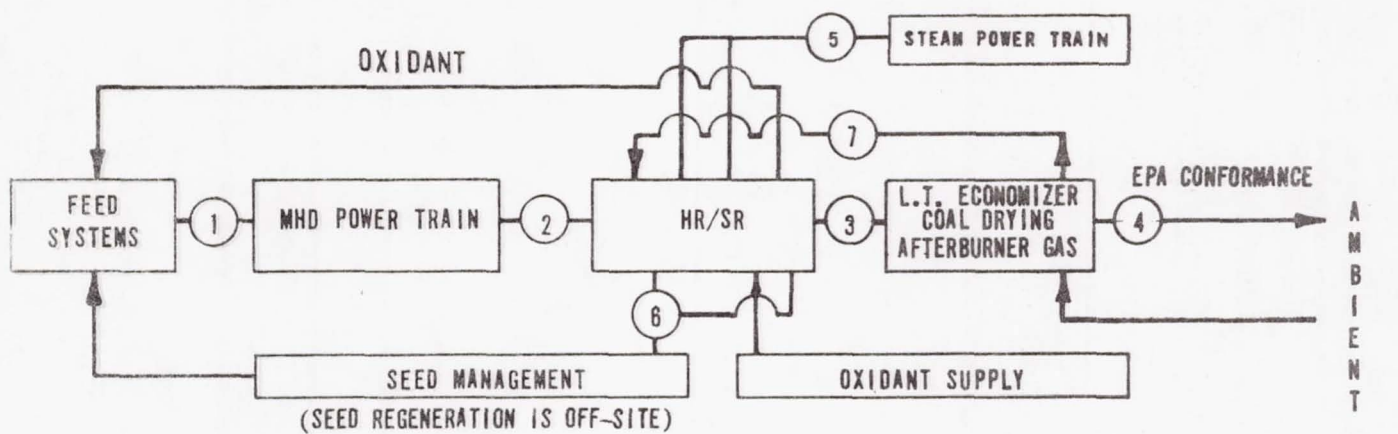 5
STEAM POWER TRAIN
OXIDANT
7
EPA CONFORMANCE
FEED
SYSTEMS
1
MHD POWER TRAIN
2
HR/SR
3
L.T. ECONOMIZER
COAL DRYING
AFTERBURNER GAS
4
AMBIENT
6
SEED MANAGEMENT
OXIDANT SUPPLY
(SEED REGENERATION IS OFF-SITE)